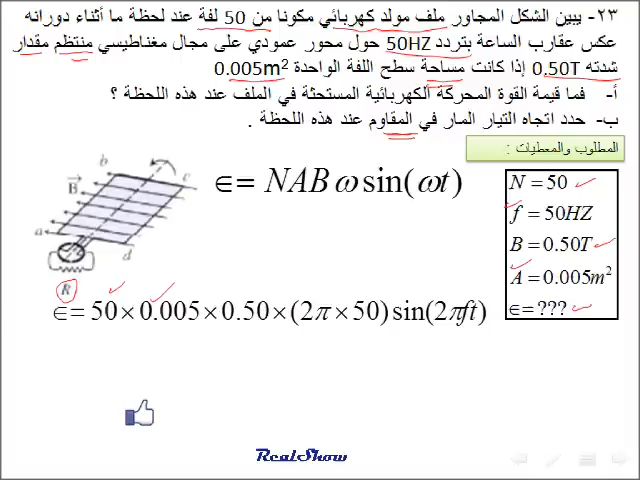 ٢٣- يبين الشكل المجاور ملف مولد كهربائي مكونا من 50 لفة عند لحظة ما أثناء دورانه
عكس عقارب الساعة بتردد 50HZ حول محور عمودي على مجال مغناطيسي منتظم مقدار
شدته 0.50T إذا كانت مساحة سطح اللفة الواحدة 0.005m²
أ- فما قيمة القوة المحركة الكهربائية المستحثة في الملف عند هذه اللحظة ؟
ب- حدد اتجاه التيار المار في المقاوم عند هذه اللحظة .
المطلوب والمعطيات :
N = 50
f = 50HZ
B = 0.50T
A = 0.005m²
∈= ???
∈= NAB ω sin(ωt)
b
c
B
a
d
R
∈= 50 × 0.005 × 0.50 × (2π × 50) sin(2πft)
RealShow